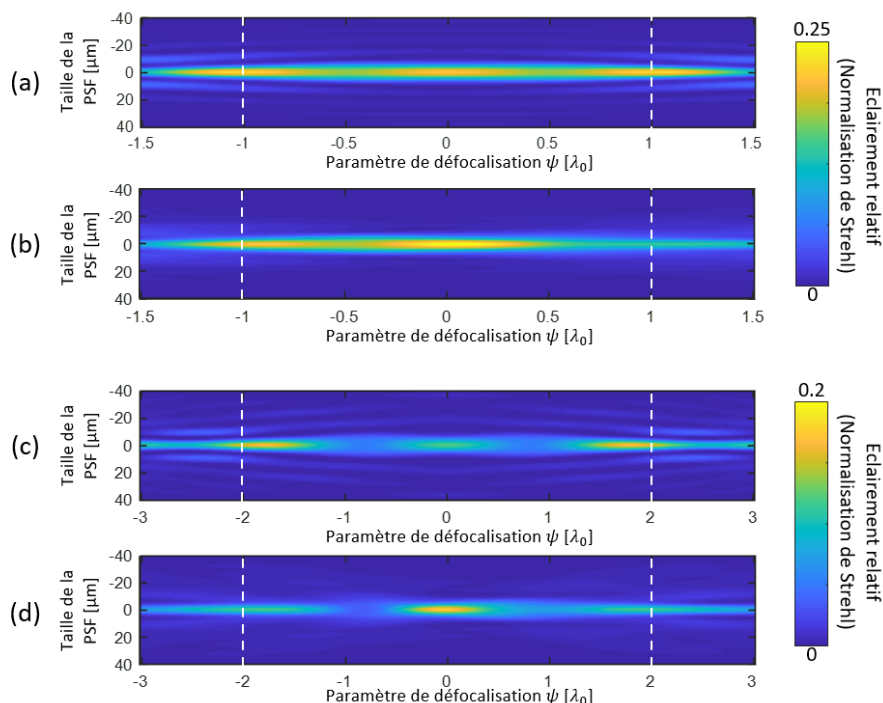 (a)
Taille de la
PSF [μm]
-40
-20
0
20
40
-1.5 -1 -0.5 0 0.5 1 1.5
Paramètre de défocalisation ψ [λ₀]
(b)
Taille de la
PSF [μm]
-40
-20
0
20
40
-1.5 -1 -0.5 0 0.5 1 1.5
Paramètre de défocalisation ψ [λ₀]
0.25
0
Eclairement relatif
(Normalisation de Strehl)
(c)
Taille de la
PSF [μm]
-40
-20
0
20
40
-3 -2 -1 0 1 2 3
Paramètre de défocalisation ψ [λ₀]
(d)
Taille de la
PSF [μm]
-40
-20
0
20
40
-3 -2 -1 0 1 2 3
Paramètre de défocalisation ψ [λ₀]
0.2
0
Eclairement relatif
(Normalisation de Strehl)